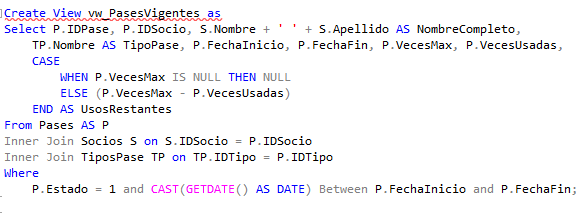 Create View vw_PasesVigentes as
Select P.IDPase, P.IDSocio, S.Nombre + ' ' + S.Apellido AS NombreCompleto,
    TP.Nombre AS TipoPase, P.FechaInicio, P.FechaFin, P.VecesMax, P.VecesUsadas,
    CASE
        WHEN P.VecesMax IS NULL THEN NULL
        ELSE (P.VecesMax - P.VecesUsadas)
    END AS UsosRestantes
From Pases AS P
Inner Join Socios S on S.IDSocio = P.IDSocio
Inner Join TiposPase TP on TP.IDTipo = P.IDTipo
Where
    P.Estado = 1 and CAST(GETDATE() AS DATE) Between P.FechaInicio and P.FechaFin;